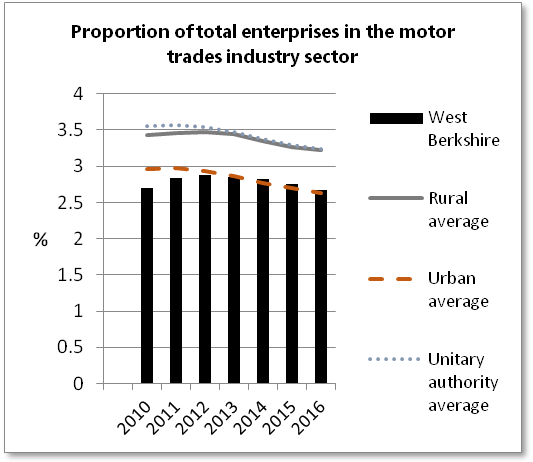 Proportion of total enterprises in the motor
trades industry sector
4
3.5
3
2.5
2
1.5
1
0.5
0
%
2010
2011
2012
2013
2014
2015
2016
West
Berkshire
Rural
average
Urban
average
Unitary
authority
average